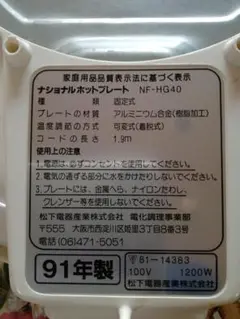 家庭用品品質表示法に基づく表示
ナショナルホットプレート NF-HG40
種類 固定式
プレートの材料 アルミニウム合金(樹脂加工)
温度調節の方式 可変式(着脱式)
コードの長さ 1.9m
使用上の注意
1.電源は必ずコンセントを使用してください。
2.電気の通ずる部分に水をかけたりしないでください。
3.プレートには、金属へら、ナイロンたわし、
クレンザー等を使用しないでください。
松下電器産業株式会社 電化調理事業部
〒555 大阪市西淀川区姫里3丁目8番3号
電話(06)471-5051
91年製
〒81-14383
100V 1200W
松下電器産業株式会社